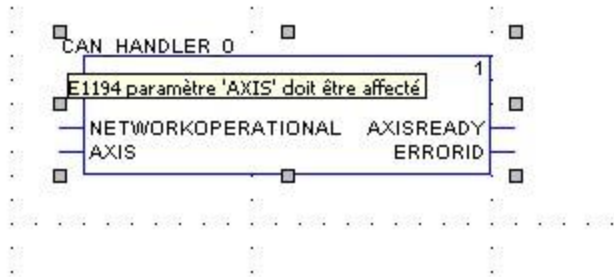 CAN_HANDLER_0
1
E1194 paramètre 'AXIS' doit être affecté
NETWORKOPERATIONAL AXISREADY
AXIS ERRORID